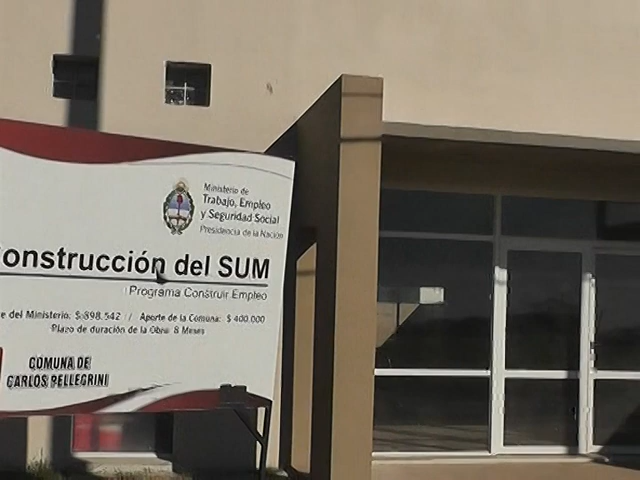 Ministerio de
Trabajo, Empleo
y Seguridad Social
Presidencia de la Nación
onstrucción del SUM
Programa Construir Empleo
e del Ministerio: $ 898.542 / Aporte de la Comuna: $ 400.000
Plazo de duración de la Obra: 8 Meses
COMUNA DE
CARLOS PELLEGRINI